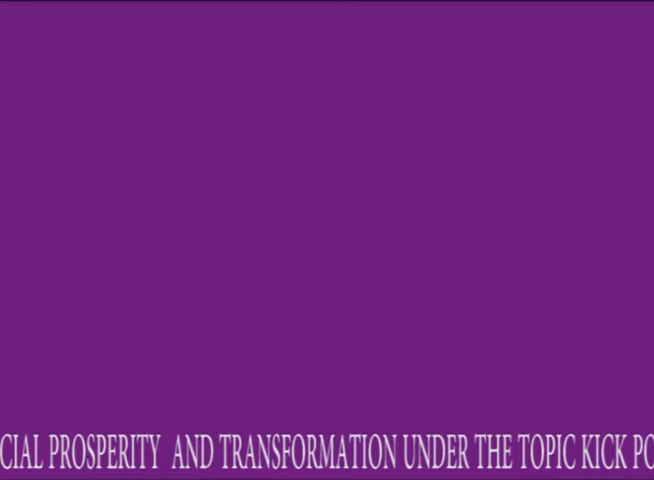 CIAL PROSPERITY AND TRANSFORMATION UNDER THE TOPIC KICK PO